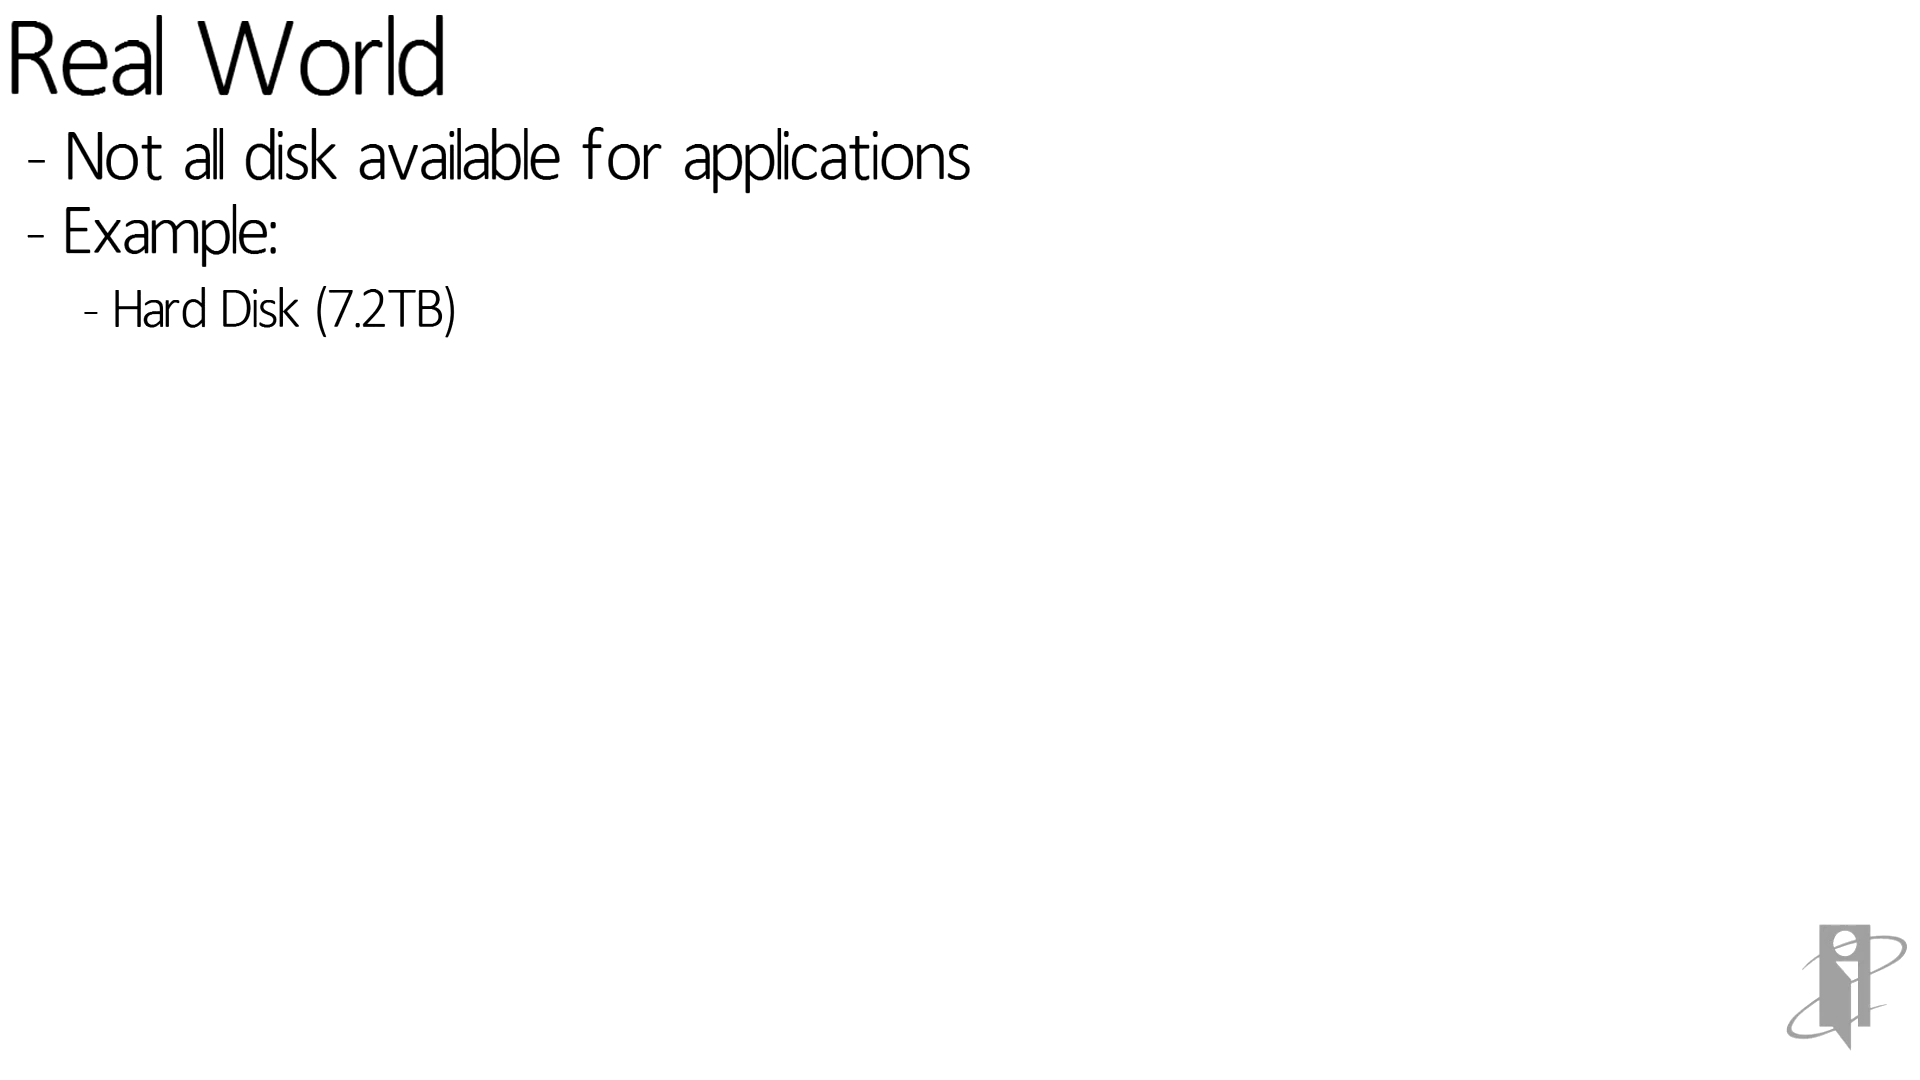 Real World
- Not all disk available for applications
- Example:
- Hard Disk (7.2TB)